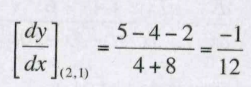 [dy/dx](2,1) = (5 − 4 − 2)/(4 + 8) = −1/12